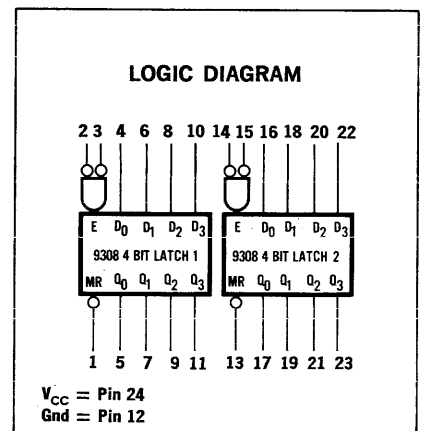 LOGIC DIAGRAM
2 3 4 6 8 10 14 15 16 18 20 22
E D0 D1 D2 D3 E D0 D1 D2 D3
9308 4 BIT LATCH 1 9308 4 BIT LATCH 2
MR Q0 Q1 Q2 Q3 MR Q0 Q1 Q2 Q3
1 5 7 9 11 13 17 19 21 23
VCC = Pin 24
Gnd = Pin 12